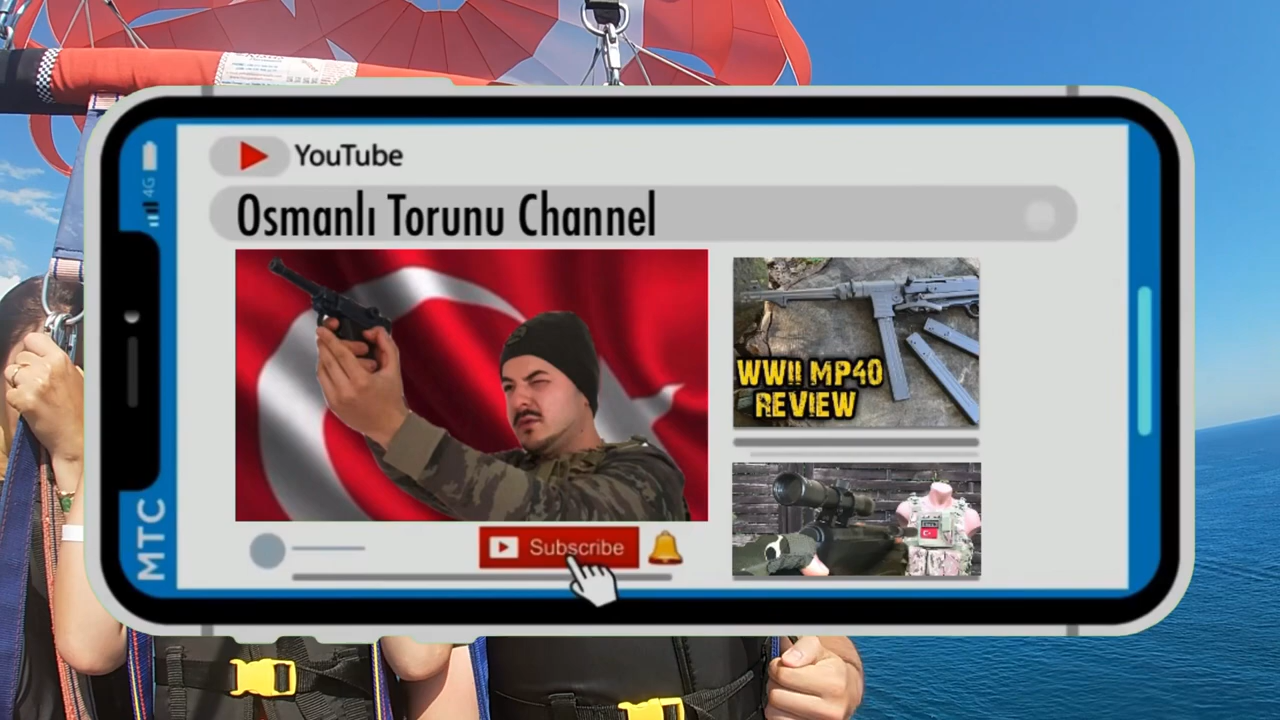 YouTube
Osmanlı Torunu Channel
4G
MTC
WWII MP40
REVIEW
Subscribe